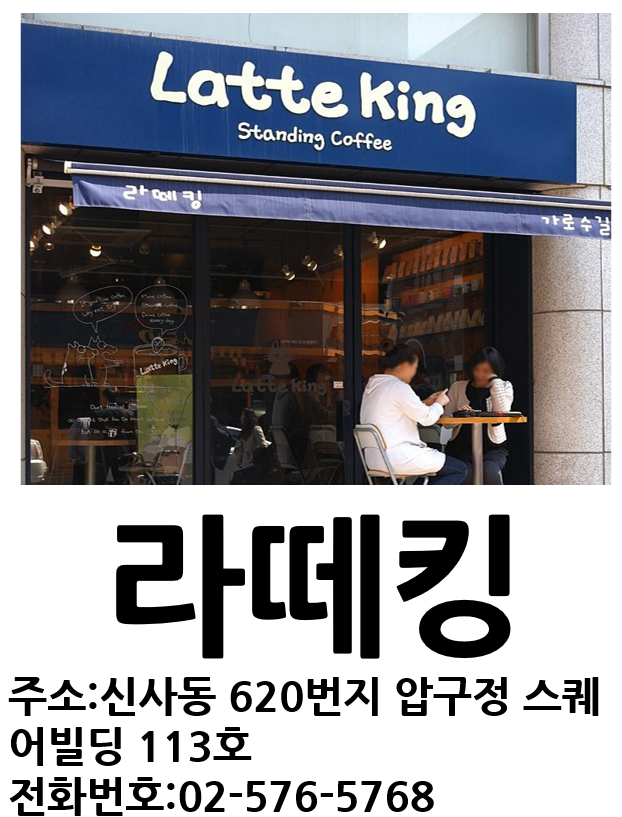 Latte King
Standing Coffee
라떼킹
가로수길
Latte King
Latte King
라떼킹
주소:신사동 620번지 압구정 스퀘
어빌딩 113호
전화번호:02-576-5768